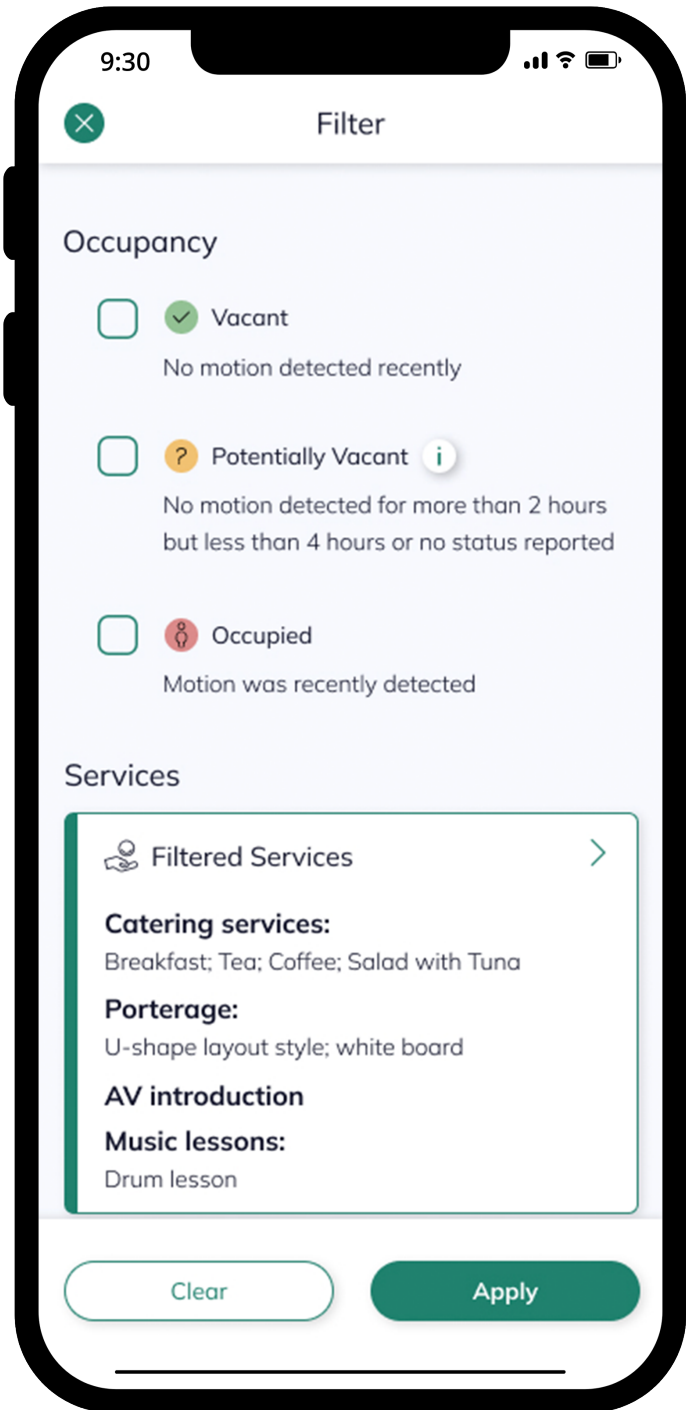 9:30
Filter
Occupancy
Vacant
No motion detected recently
? Potentially Vacant i
No motion detected for more than 2 hours
but less than 4 hours or no status reported
Occupied
Motion was recently detected
Services
Filtered Services
Catering services:
Breakfast; Tea; Coffee; Salad with Tuna
Porterage:
U-shape layout style; white board
AV introduction
Music lessons:
Drum lesson
Clear
Apply